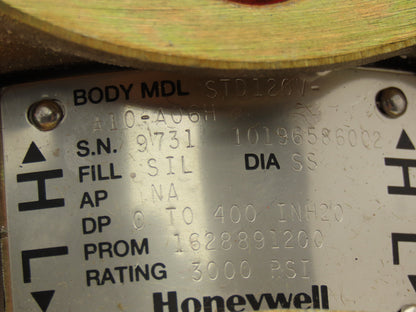 BODY MDL STD120V-
A10-A06H
S.N. 9731 10196586002
FILL SIL DIA SS
AP NA
DP 0 TO 400 INH2O
PROM 1628891200
RATING 3000 PSI
Honeywell
H
L
H
L